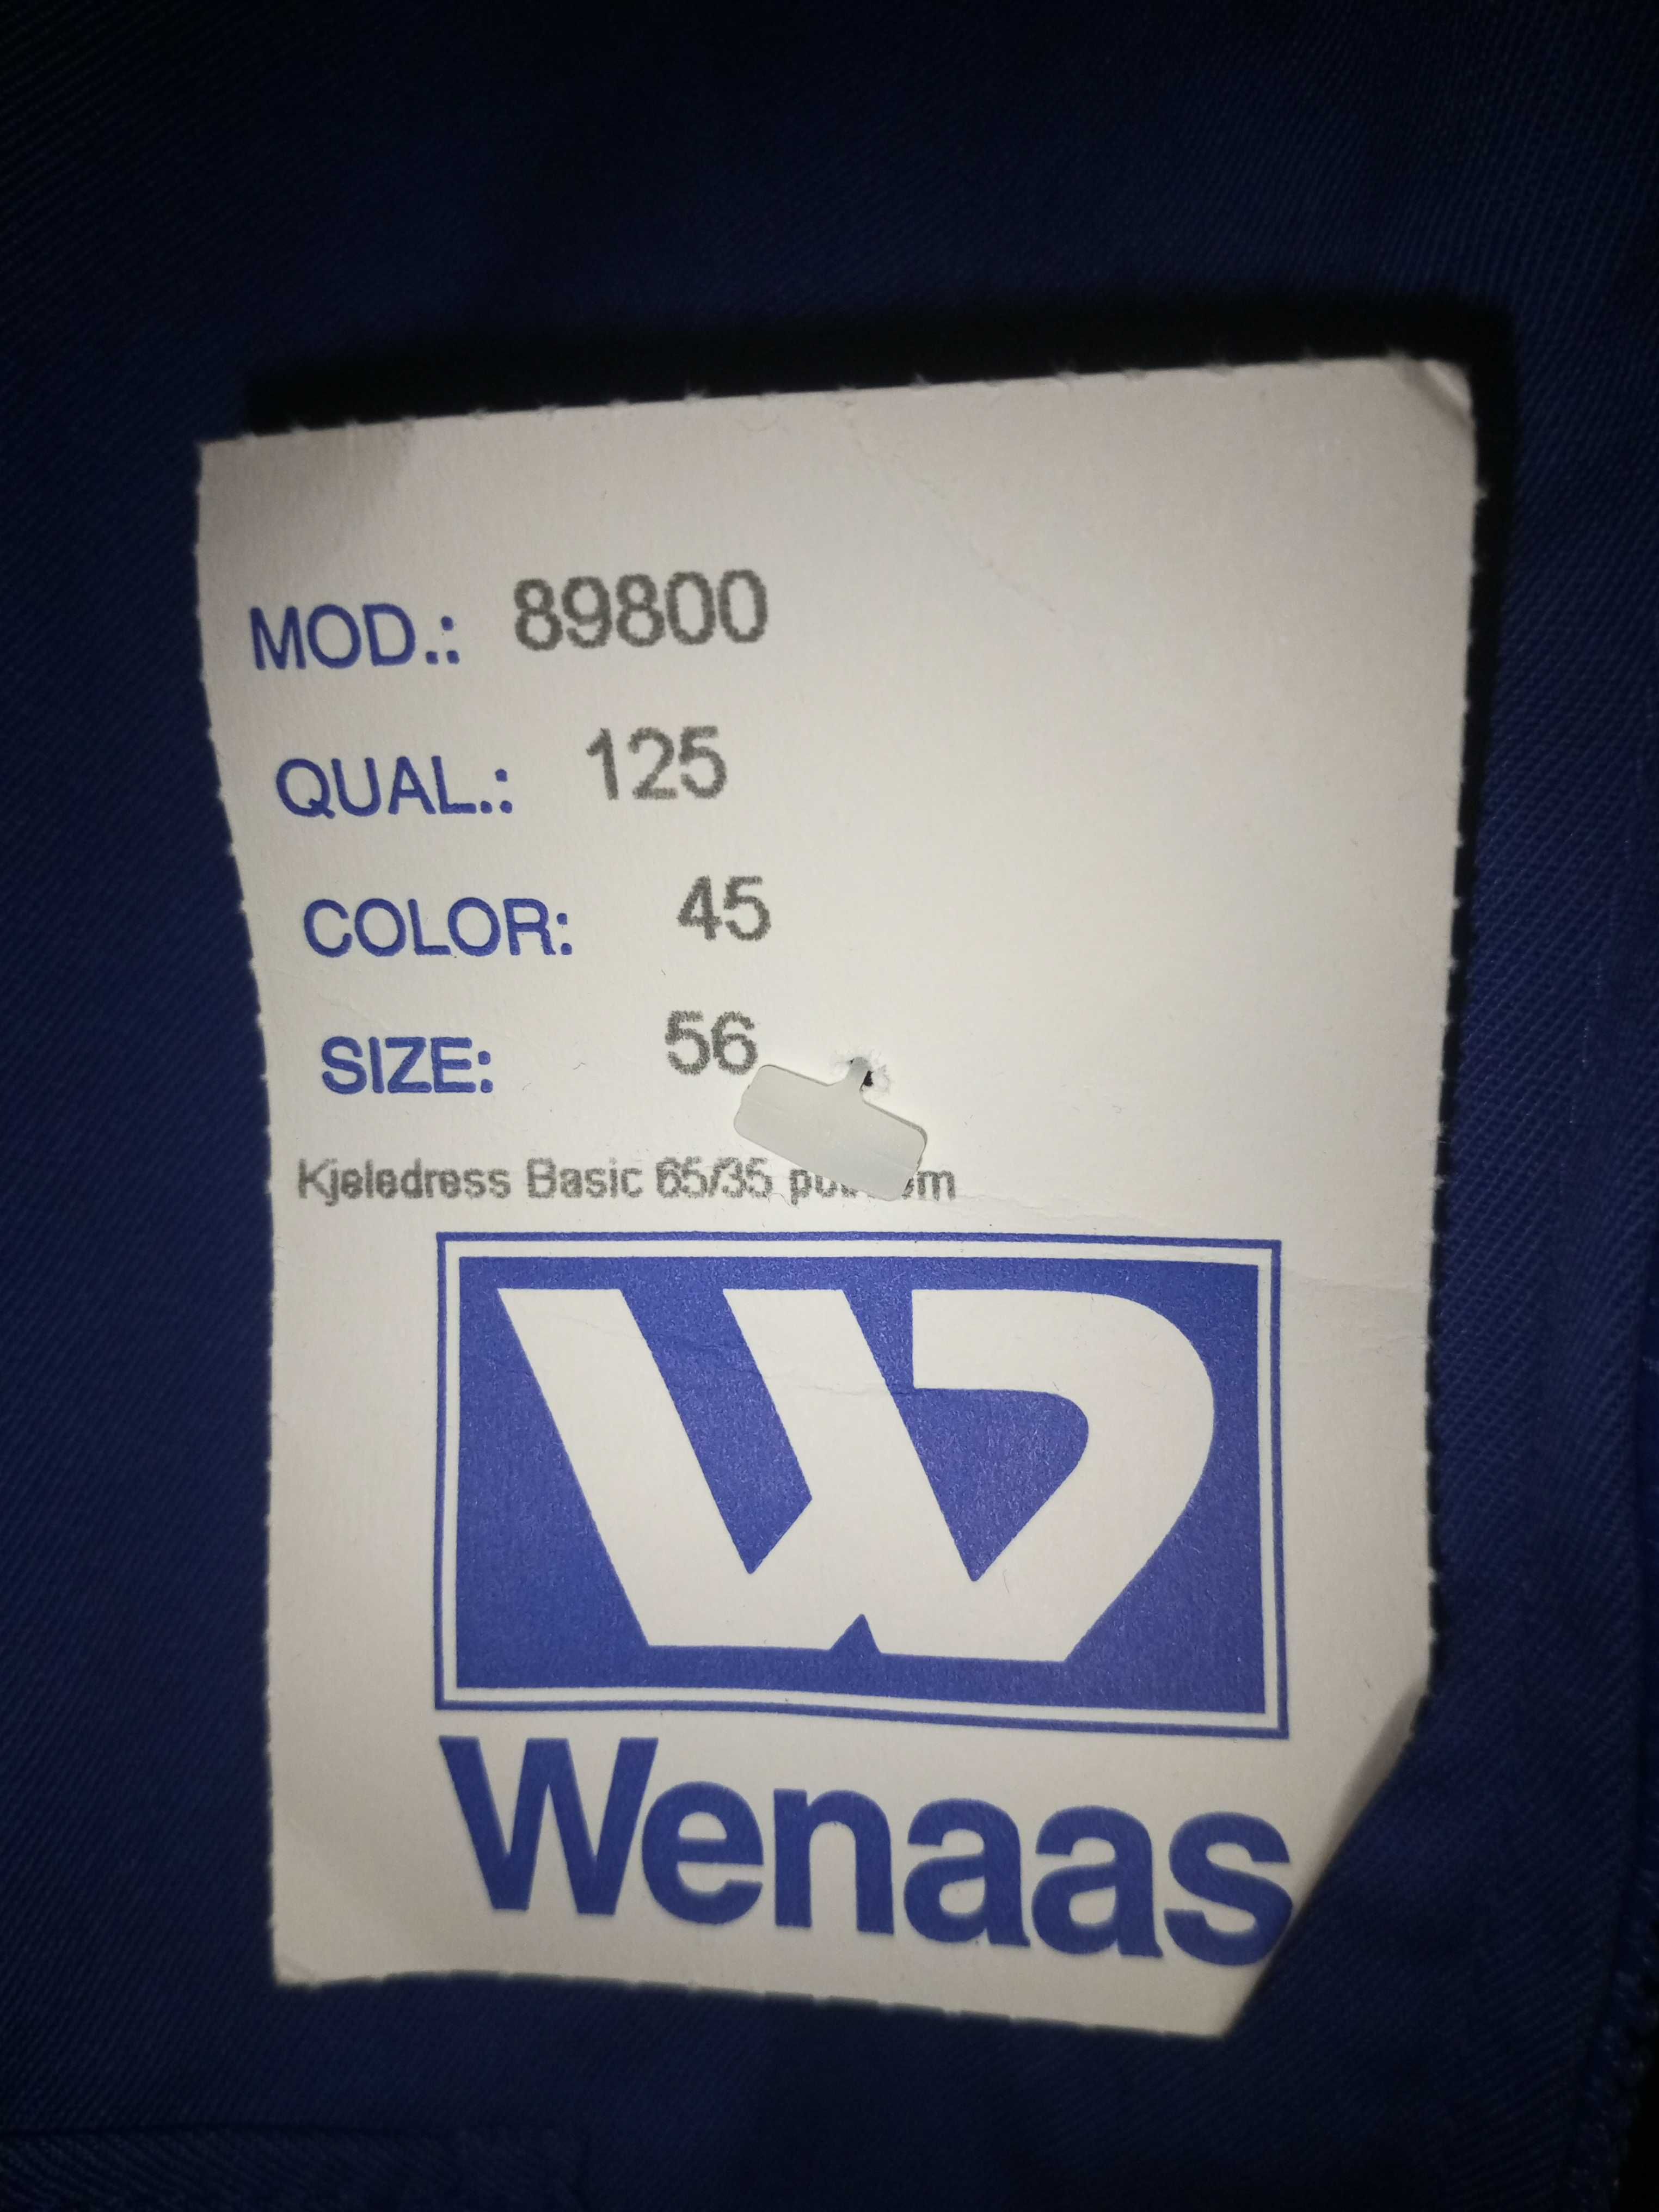 MOD.: 89800
QUAL.: 125
COLOR: 45
SIZE: 56
Kjeledress Basic 65/35
W
Wenaas